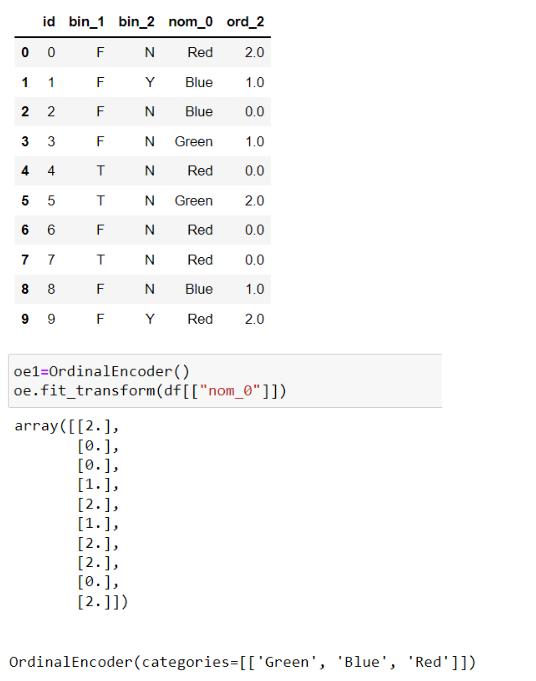 id bin_1 bin_2 nom_0 ord_2
0 0 F N Red 2.0
1 1 F Y Blue 1.0
2 2 F N Blue 0.0
3 3 F N Green 1.0
4 4 T N Red 0.0
5 5 T N Green 2.0
6 6 F N Red 0.0
7 7 T N Red 0.0
8 8 F N Blue 1.0
9 9 F Y Red 2.0
oe1=OrdinalEncoder()
oe.fit_transform(df[["nom_0"]])
array([[2.],
[0.],
[0.],
[1.],
[2.],
[1.],
[2.],
[2.],
[0.],
[2.]])
OrdinalEncoder(categories=[['Green', 'Blue', 'Red']])